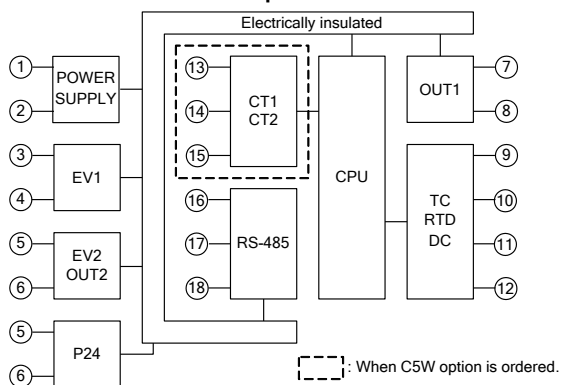 Electrically insulated
1
POWER
SUPPLY
2
3
EV1
4
5
EV2
OUT2
6
5
P24
6
13
14
15
CT1
CT2
16
17
18
RS-485
CPU
OUT1
7
8
TC
RTD
DC
9
10
11
12
: When C5W option is ordered.